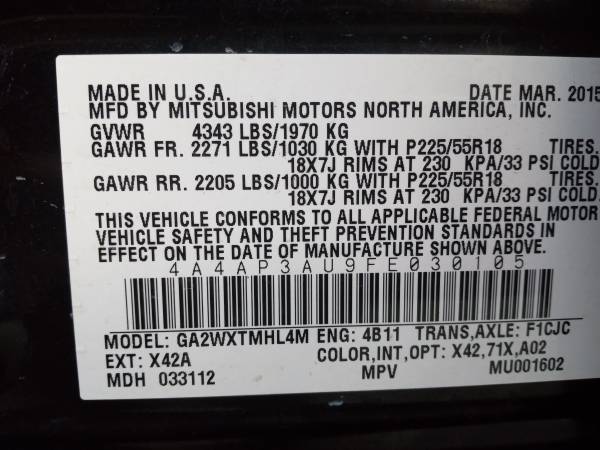 MADE IN U.S.A. DATE MAR. 2015
MFD BY MITSUBISHI MOTORS NORTH AMERICA, INC.
GVWR 4343 LBS/1970 KG
GAWR FR. 2271 LBS/1030 KG WITH P225/55R18 TIRES.
18X7J RIMS AT 230 KPA/33 PSI COLD
GAWR RR. 2205 LBS/1000 KG WITH P225/55R18 TIRES.
18X7J RIMS AT 230 KPA/33 PSI COLD.
THIS VEHICLE CONFORMS TO ALL APPLICABLE FEDERAL MOTOR
VEHICLE SAFETY AND THEFT PREVENTION STANDARDS IN
EFFECT ON THE DATE OF MANUFACTURE SHOWN ABOVE.
4A4AP3AU9FE030105
MODEL: GA2WXTMHL4M ENG: 4B11 TRANS,AXLE: F1CJC
EXT: X42A COLOR,INT,OPT: X42,71X,A02
MDH 033112 MPV MU001602